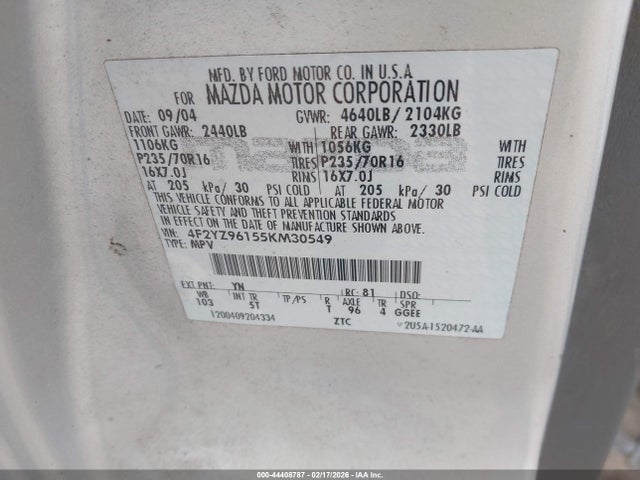 MFD. BY FORD MOTOR CO. IN U.S.A.
FOR MAZDA MOTOR CORPORATION
DATE: 09/04 GVWR: 4640LB/ 2104KG
FRONT GAWR: 2440LB REAR GAWR: 2330LB
1106KG WITH 1056KG WITH
P235/70R16 TIRES P235/70R16 TIRES
16X7.0J RIMS 16X7.0J RIMS
AT 205 kPa/ 30 PSI COLD AT 205 kPa/ 30 PSI COLD
THIS VEHICLE CONFORMS TO ALL APPLICABLE FEDERAL MOTOR
VEHICLE SAFETY AND THEFT PREVENTION STANDARDS
IN EFFECT ON THE DATE OF MANUFACTURE SHOWN ABOVE.
VIN: 4F2YZ96155KM30549
TYPE: MPV
EXT PNT: YN RC: 81 DSO:
WB INT TR TP/PS R AXLE TR SPR
103 5T T 96 4 GGEE
1200409204334 ZTC 2U5A-1520472-AA
000-44408787 - 02/17/2026 - IAAI.COM